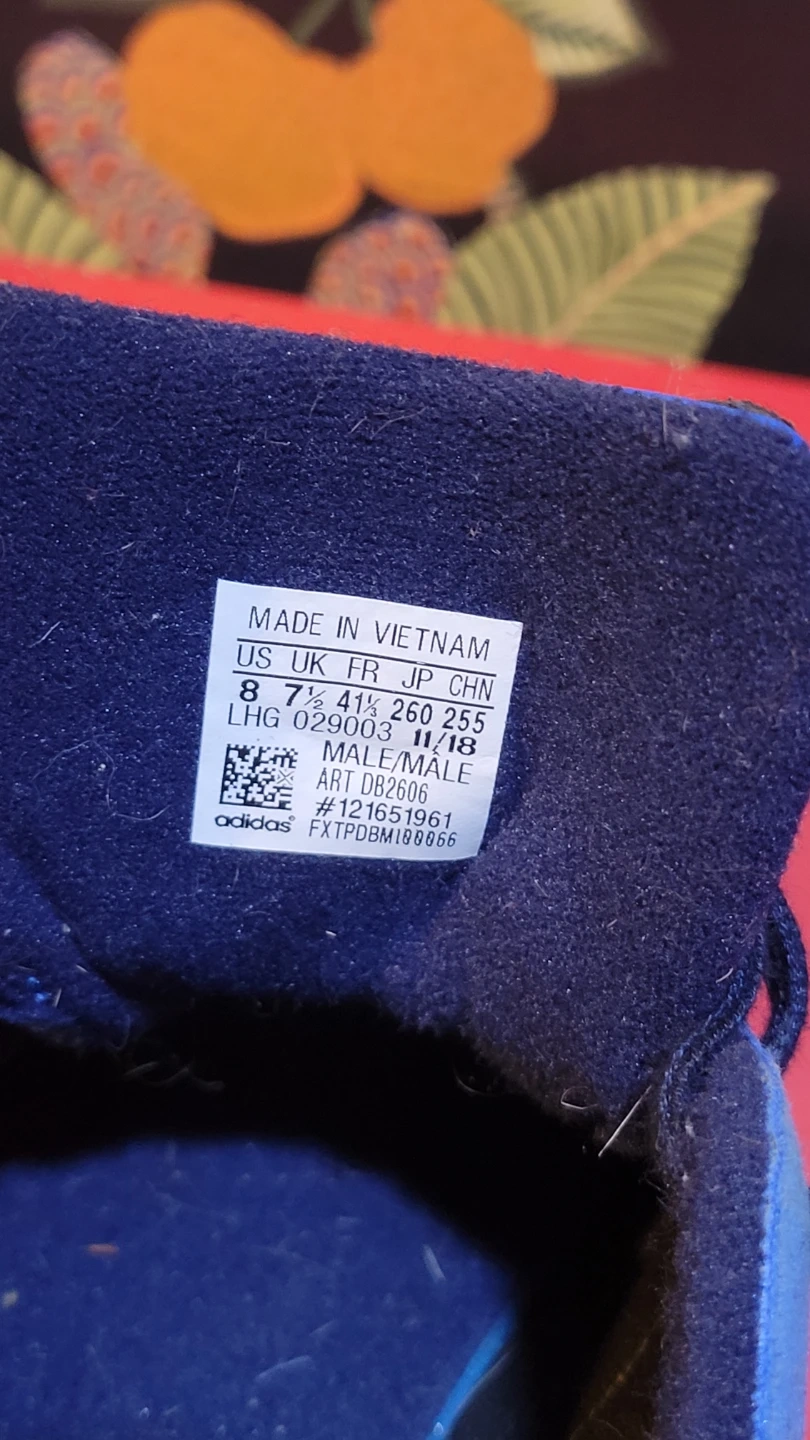 MADE IN VIETNAM
US UK FR JP CHN
8 7½ 41⅓ 260 255
LHG 029003 11/18
MALE/MÂLE
ART DB2606
#121651961
adidas FXTPDBM100066